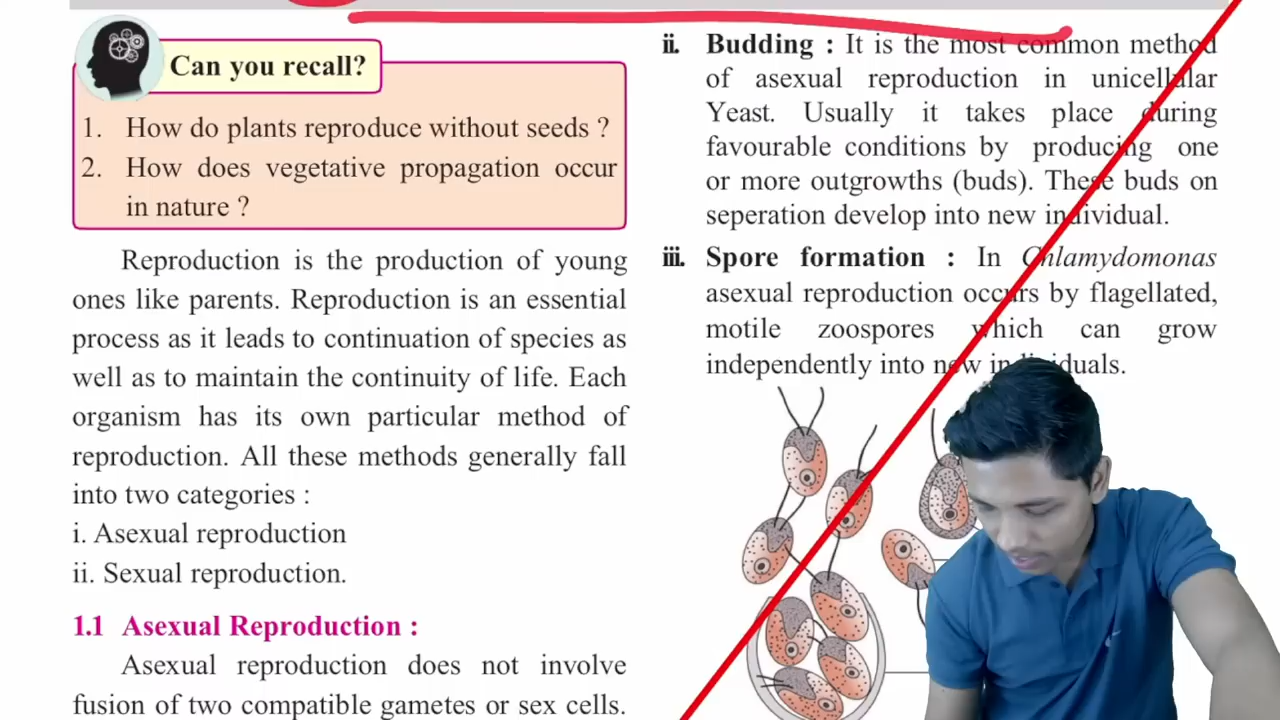 Can you recall?
1. How do plants reproduce without seeds ?
2. How does vegetative propagation occur
in nature ?
Reproduction is the production of young
ones like parents. Reproduction is an essential
process as it leads to continuation of species as
well as to maintain the continuity of life. Each
organism has its own particular method of
reproduction. All these methods generally fall
into two categories :
i. Asexual reproduction
ii. Sexual reproduction.
1.1 Asexual Reproduction :
Asexual reproduction does not involve
fusion of two compatible gametes or sex cells.
ii. Budding : It is the most common method
of asexual reproduction in unicellular
Yeast. Usually it takes place during
favourable conditions by producing one
or more outgrowths (buds). These buds on
seperation develop into new individual.
iii. Spore formation : In Chlamydomonas
asexual reproduction occurs by flagellated,
motile zoospores which can grow
independently into new individuals.